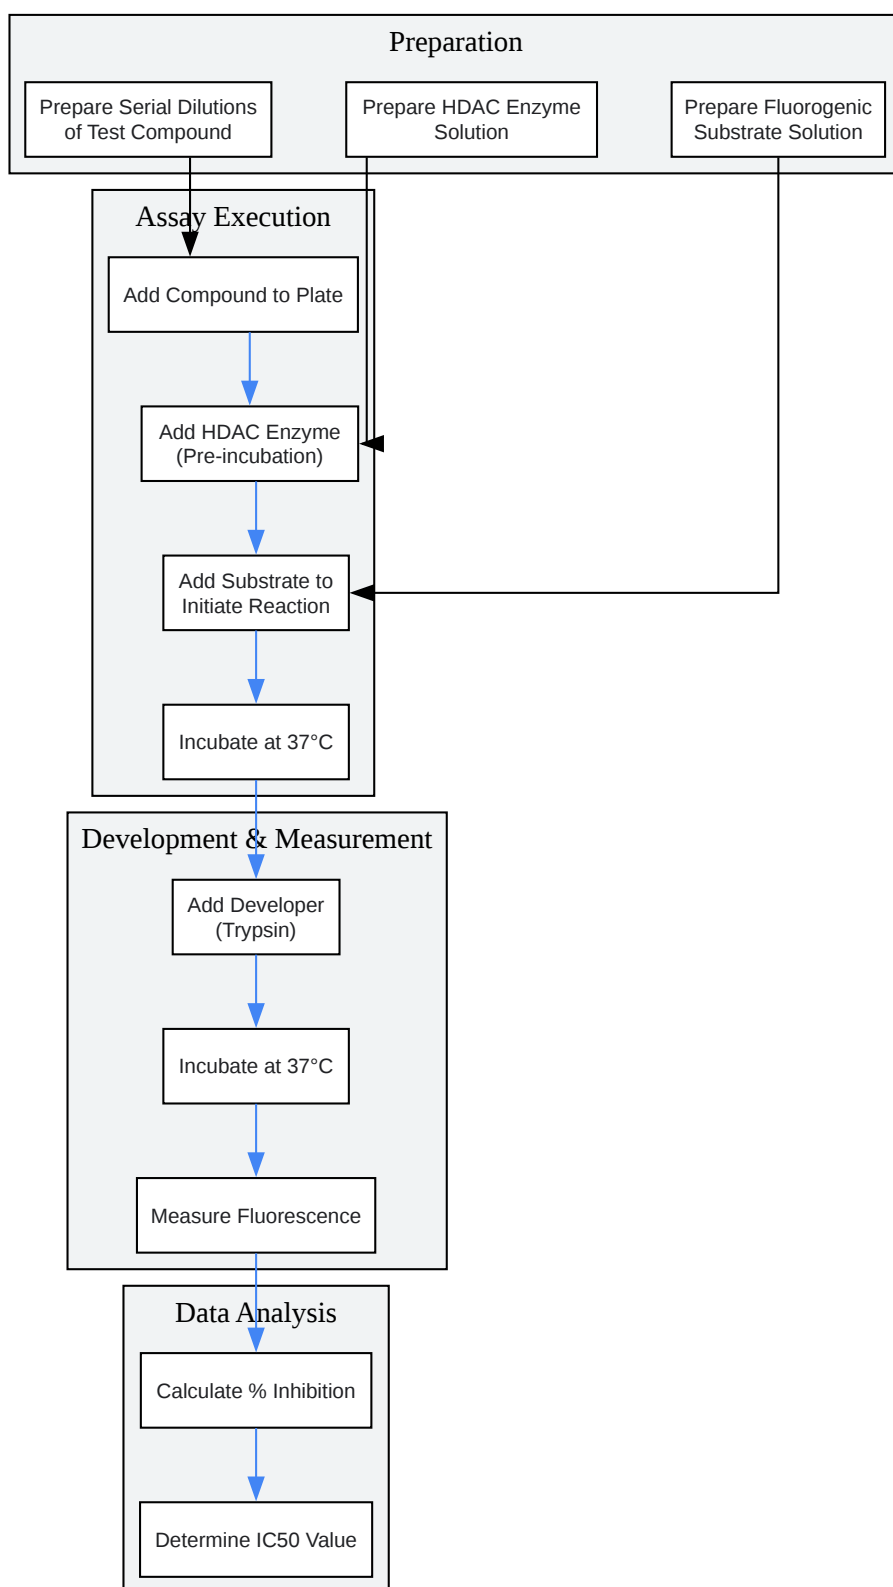 Preparation
Prepare Serial Dilutions
of Test Compound
Prepare HDAC Enzyme
Solution
Prepare Fluorogenic
Substrate Solution
Assay Execution
Add Compound to Plate
Add HDAC Enzyme
(Pre-incubation)
Add Substrate to
Initiate Reaction
Incubate at 37°C
Development & Measurement
Add Developer
(Trypsin)
Incubate at 37°C
Measure Fluorescence
Data Analysis
Calculate % Inhibition
Determine IC50 Value